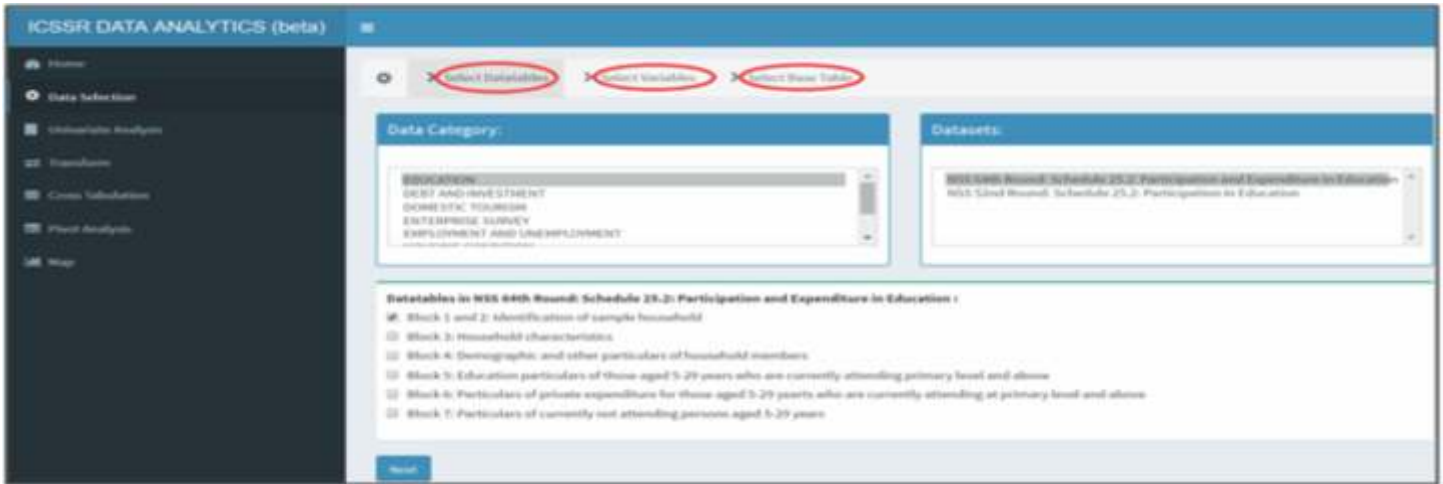 ICSSR DATA ANALYTICS (beta)
Home
Data Selection
Univariate Analysis
Transform
Cross Tabulation
Pivot Analysis
Map
Select Datatables
Select Variables
Select Base Table
Data Category:
EDUCATION
DEBT AND INVESTMENT
DOMESTIC TOURISM
ENTERPRISE SURVEY
EMPLOYMENT AND UNEMPLOYMENT
Datasets:
NSS 64th Round: Schedule 25.2: Participation and Expenditure in Education
NSS 52nd Round: Schedule 25.2: Participation in Education
Datatables in NSS 64th Round: Schedule 25.2: Participation and Expenditure in Education :
Block 1 and 2: Identification of sample household
Block 3: Household characteristics
Block 4: Demographic and other particulars of household members
Block 5: Education particulars of those aged 5-29 years who are currently attending primary level and above
Block 6: Particulars of private expenditure for those aged 5-29 yearts who are currently attending at primary level and above
Block 7: Particulars of currently not attending persons aged 5-29 years
Next